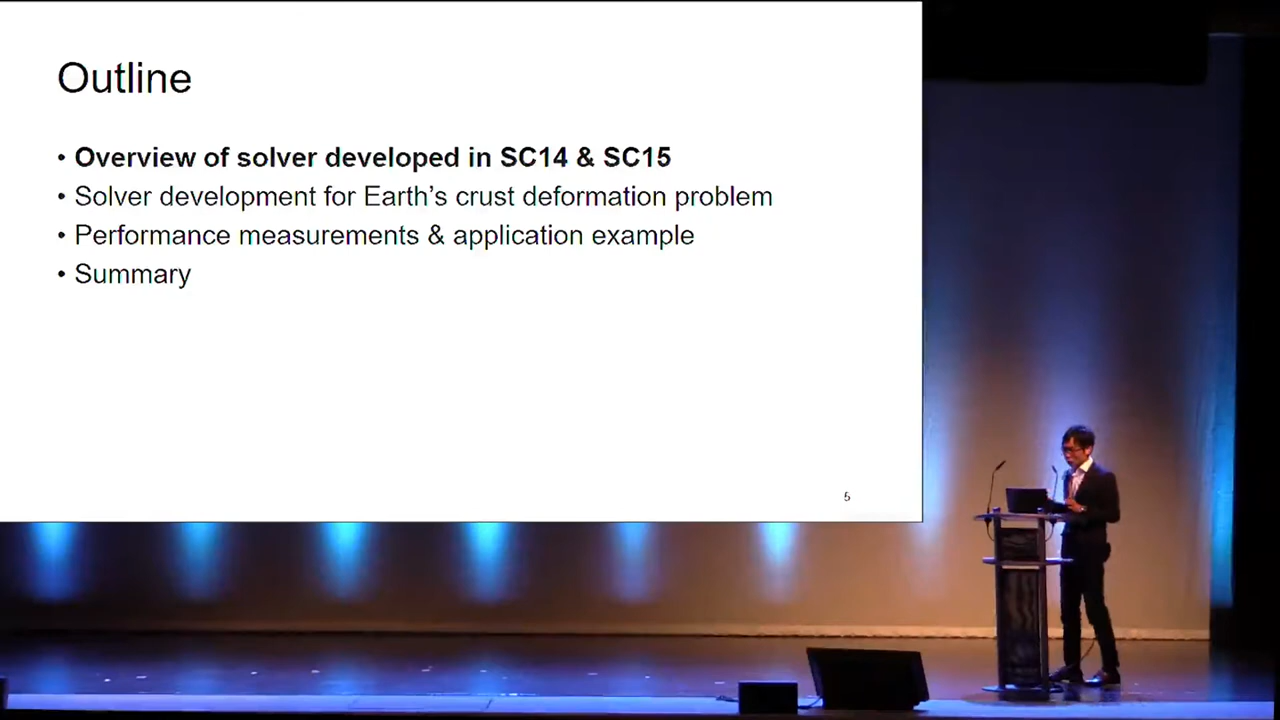 Outline
• Overview of solver developed in SC14 & SC15
• Solver development for Earth's crust deformation problem
• Performance measurements & application example
• Summary
5